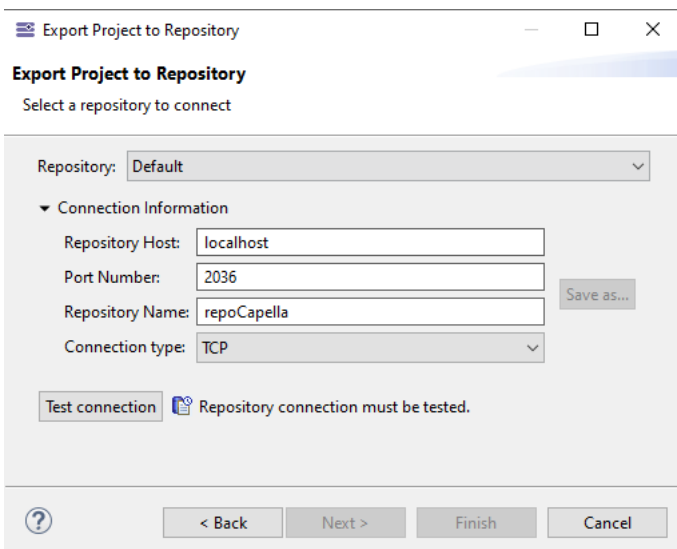 Export Project to Repository
Export Project to Repository
Select a repository to connect
Repository: Default
Connection Information
Repository Host: localhost
Port Number: 2036
Save as...
Repository Name: repoCapella
Connection type: TCP
Test connection Repository connection must be tested.
? < Back Next > Finish Cancel